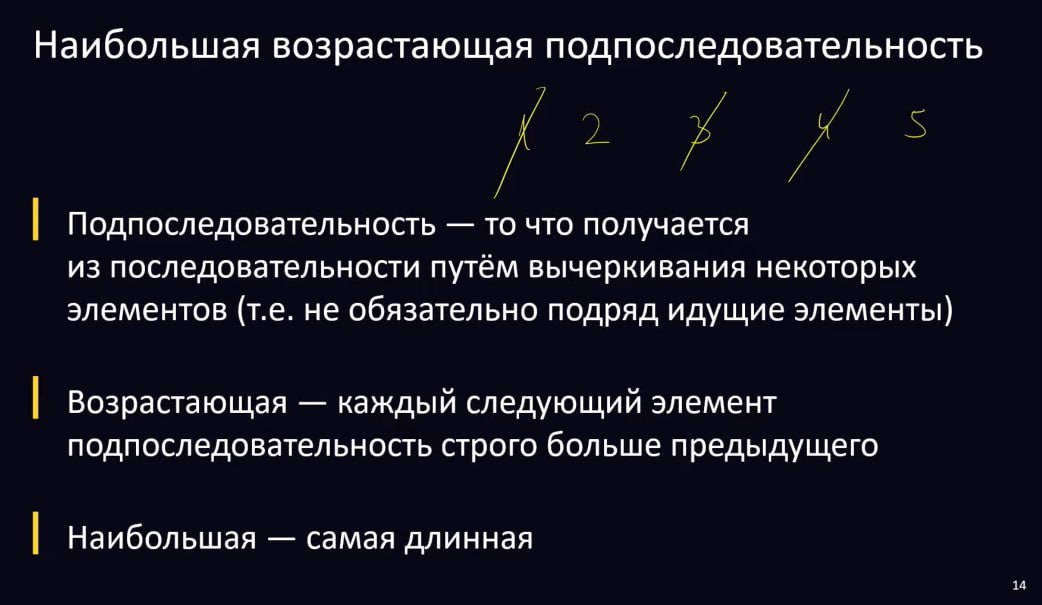 Наибольшая возрастающая подпоследовательность
1 2 3 4 5
Подпоследовательность — то что получается
из последовательности путём вычеркивания некоторых
элементов (т.е. не обязательно подряд идущие элементы)
Возрастающая — каждый следующий элемент
подпоследовательность строго больше предыдущего
Наибольшая — самая длинная
14